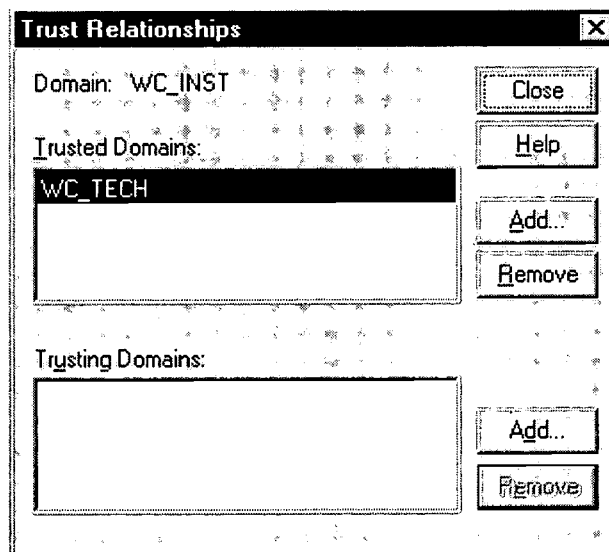 Trust Relationships
Domain: WC_INST
Close
Help
Trusted Domains:
WC_TECH
Add...
Remove
Trusting Domains:
Add...
Remove